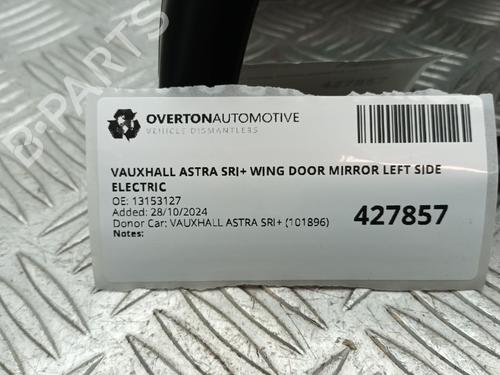 B-PARTS
427857
OVERTONAUTOMOTIVE
VEHICLE DISMANTLERS
VAUXHALL ASTRA SRI+ WING DOOR MIRROR LEFT SIDE
ELECTRIC
OE: 13153127
Added: 28/10/2024
Donor Car: VAUXHALL ASTRA SRI+ (101896)
Notes:
427857